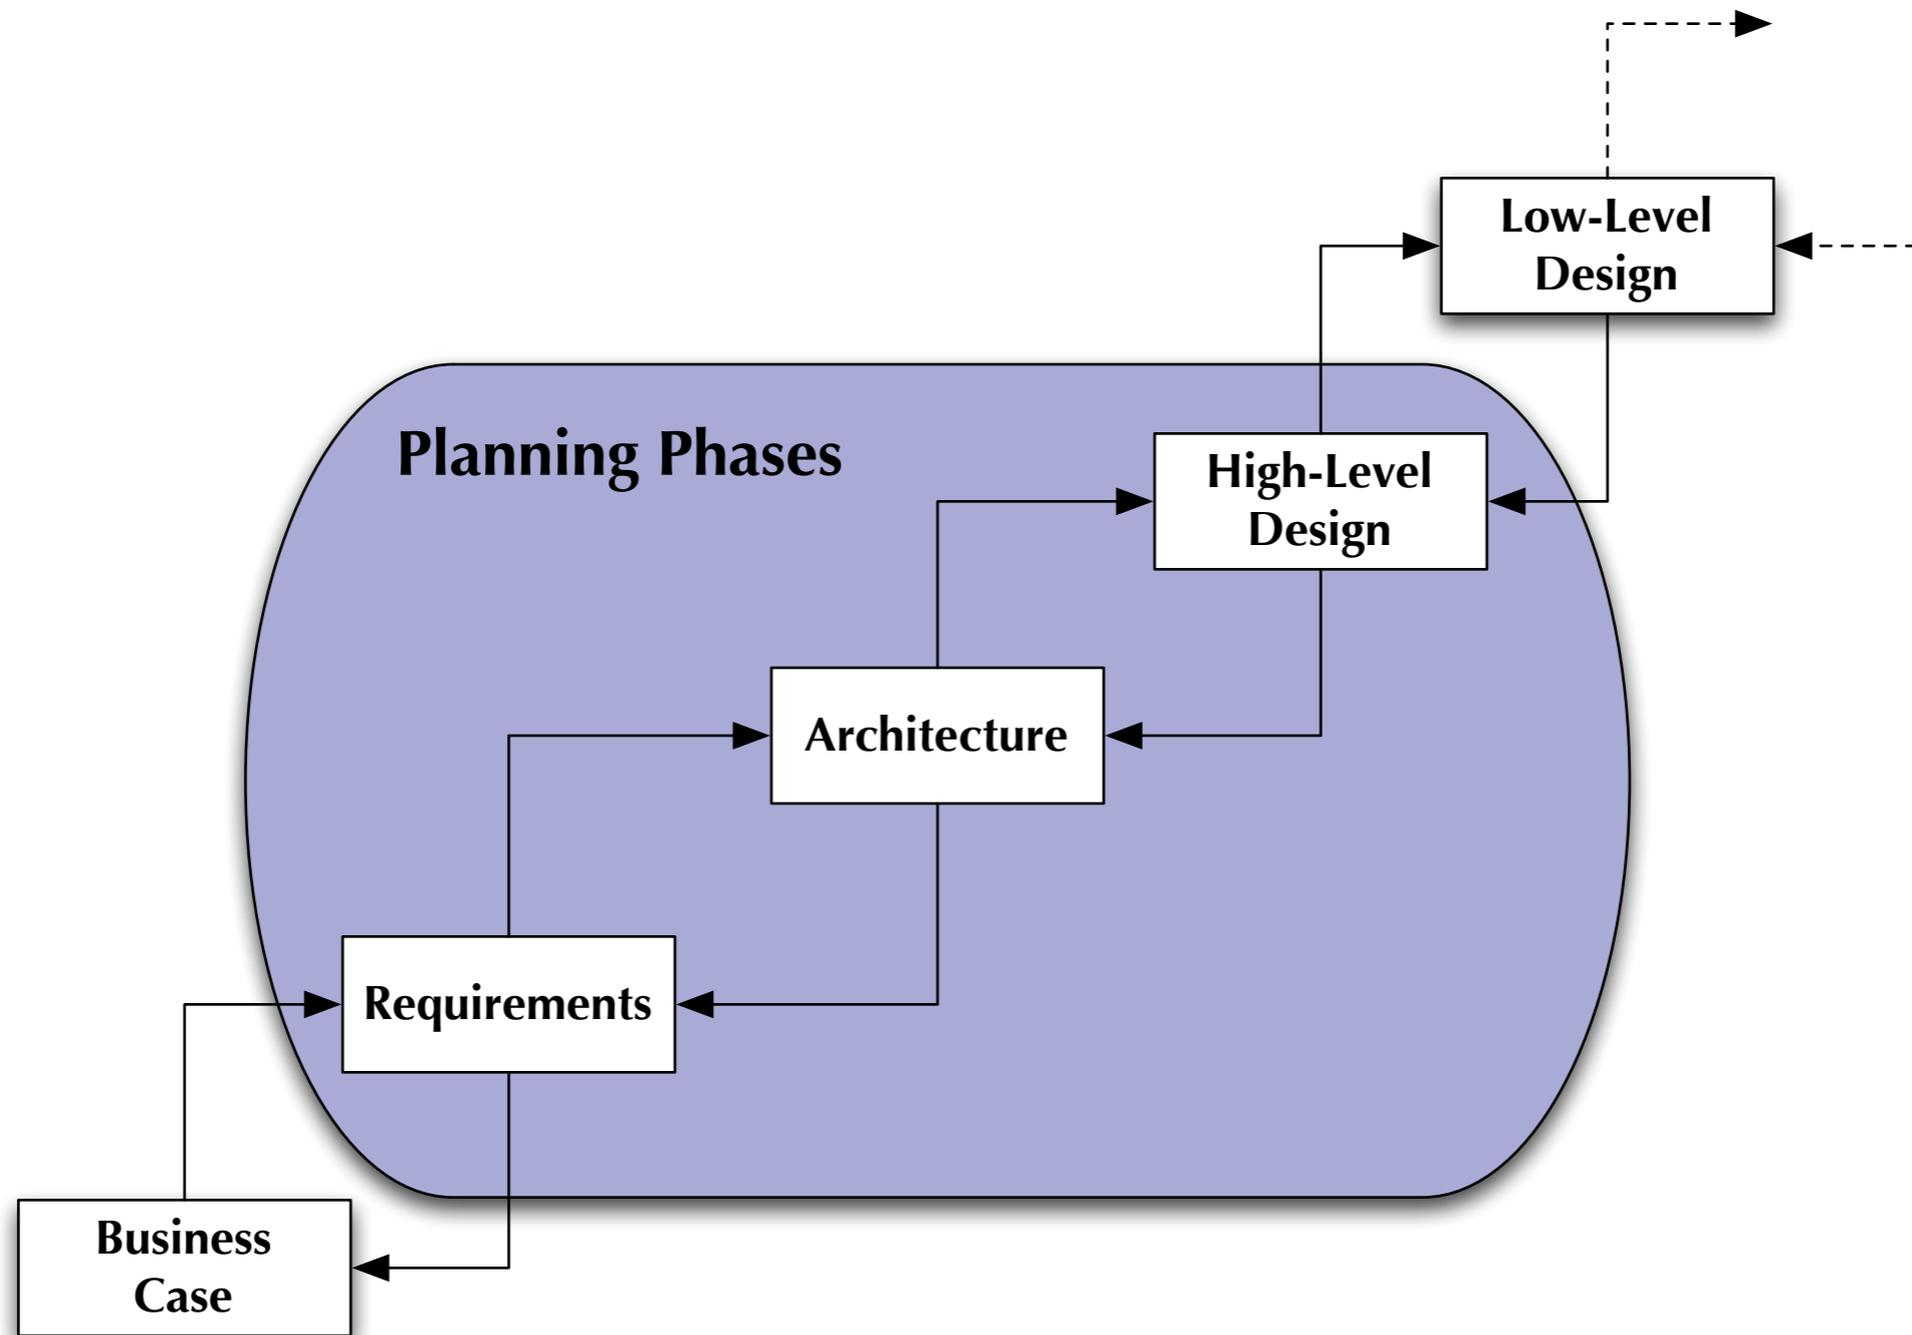 Low-Level
Design
Planning Phases
High-Level
Design
Architecture
Requirements
Business
Case